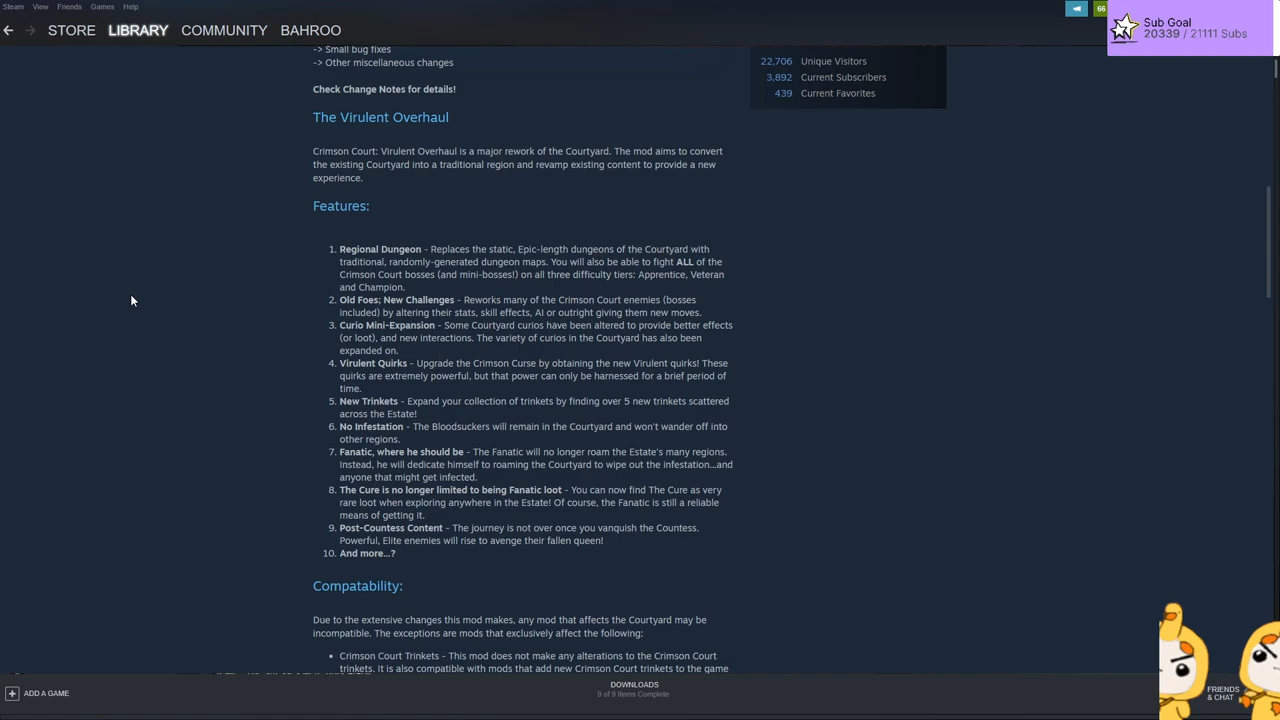 Steam View Friends Games Help
66
STORE LIBRARY COMMUNITY BAHROO
Sub Goal
20339 / 21111 Subs
-> Small bug fixes
-> Other miscellaneous changes
Check Change Notes for details!
22,706 Unique Visitors
3,892 Current Subscribers
439 Current Favorites
The Virulent Overhaul
Crimson Court: Virulent Overhaul is a major rework of the Courtyard. The mod aims to convert
the existing Courtyard into a traditional region and revamp existing content to provide a new
experience.
Features:
1. Regional Dungeon - Replaces the static, Epic-length dungeons of the Courtyard with
traditional, randomly-generated dungeon maps. You will also be able to fight ALL of the
Crimson Court bosses (and mini-bosses!) on all three difficulty tiers: Apprentice, Veteran
and Champion.
2. Old Foes; New Challenges - Reworks many of the Crimson Court enemies (bosses
included) by altering their stats, skill effects, AI or outright giving them new moves.
3. Curio Mini-Expansion - Some Courtyard curios have been altered to provide better effects
(or loot), and new interactions. The variety of curios in the Courtyard has also been
expanded on.
4. Virulent Quirks - Upgrade the Crimson Curse by obtaining the new Virulent quirks! These
quirks are extremely powerful, but that power can only be harnessed for a brief period of
time.
5. New Trinkets - Expand your collection of trinkets by finding over 5 new trinkets scattered
across the Estate!
6. No Infestation - The Bloodsuckers will remain in the Courtyard and won't wander off into
other regions.
7. Fanatic, where he should be - The Fanatic will no longer roam the Estate's many regions.
Instead, he will dedicate himself to roaming the Courtyard to wipe out the infestation...and
anyone that might get infected.
8. The Cure is no longer limited to being Fanatic loot - You can now find The Cure as very
rare loot when exploring anywhere in the Estate! Of course, the Fanatic is still a reliable
means of getting it.
9. Post-Countess Content - The journey is not over once you vanquish the Countess.
Powerful, Elite enemies will rise to avenge their fallen queen!
10. And more...?
Compatability:
Due to the extensive changes this mod makes, any mod that affects the Courtyard may be
incompatible. The exceptions are mods that exclusively affect the following:
• Crimson Court Trinkets - This mod does not make any alterations to the Crimson Court
trinkets. It is also compatible with mods that add new Crimson Court trinkets to the game
+ ADD A GAME
DOWNLOADS
9 of 9 Items Complete
FRIENDS
& CHAT